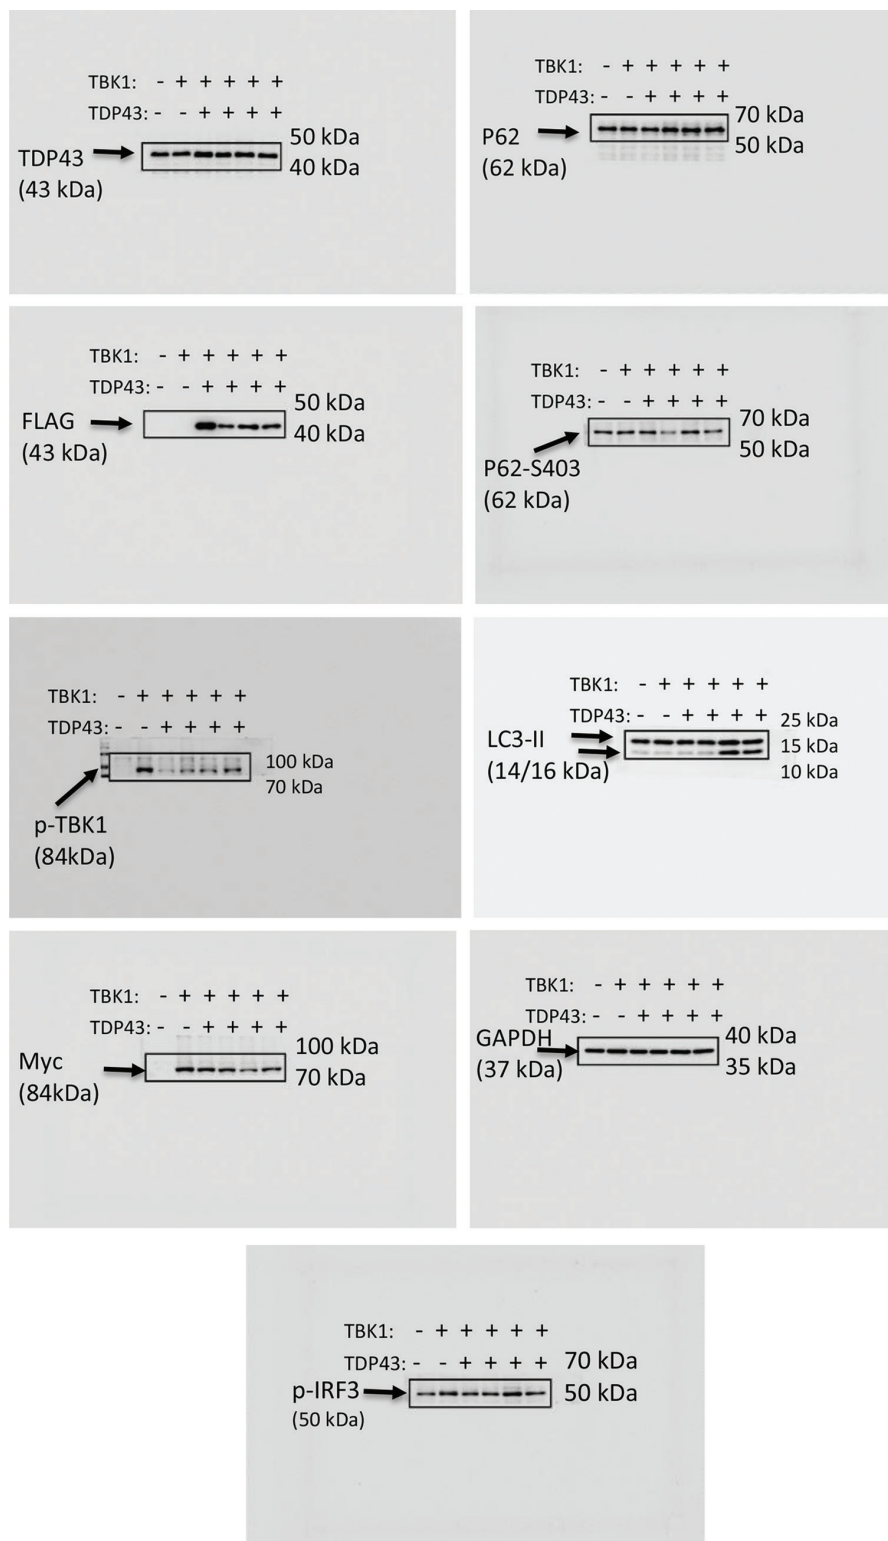 TBK1: - + + + + +
TDP43: - - + + + +
TDP43
(43 kDa)
50 kDa
40 kDa
TBK1: - + + + + +
TDP43: - - + + + +
P62
(62 kDa)
70 kDa
50 kDa
TBK1: - + + + + +
TDP43: - - + + + +
FLAG
(43 kDa)
50 kDa
40 kDa
TBK1: - + + + + +
TDP43: - - + + + +
P62-S403
(62 kDa)
70 kDa
50 kDa
TBK1: - + + + + +
TDP43: - - + + + +
p-TBK1
(84kDa)
100 kDa
70 kDa
TBK1: - + + + + +
TDP43: - - + + + +
LC3-II
(14/16 kDa)
25 kDa
15 kDa
10 kDa
TBK1: - + + + + +
TDP43: - - + + + +
Myc
(84kDa)
100 kDa
70 kDa
TBK1: - + + + + +
TDP43: - - + + + +
GAPDH
(37 kDa)
40 kDa
35 kDa
TBK1: - + + + + +
TDP43: - - + + + +
p-IRF3
(50 kDa)
70 kDa
50 kDa